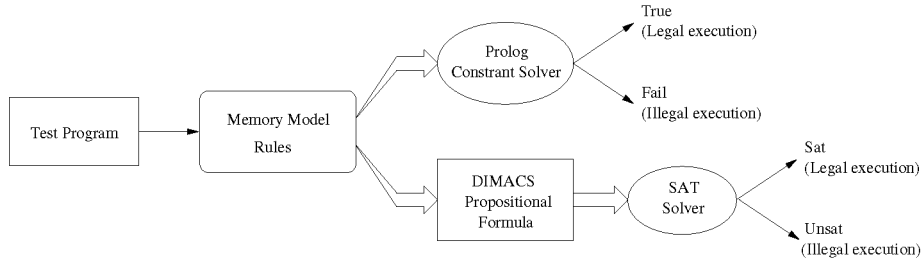 True
(Legal execution)
Prolog
Constrant Solver
Fail
(Illegal execution)
Test Program
Memory Model
Rules
DIMACS
Propositional
Formula
SAT
Solver
Sat
(Legal execution)
Unsat
(Illegal execution)